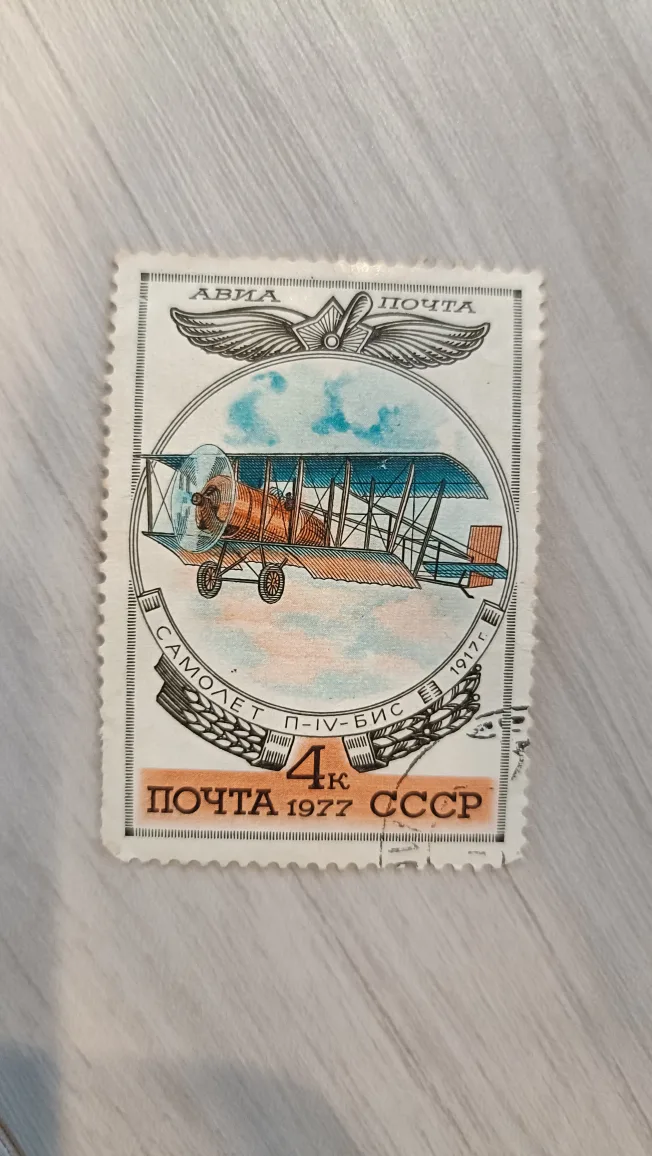 АВИА ПОЧТА
САМОЛЕТ П-IV-БИС 1917г.
4к
ПОЧТА 1977 СССР